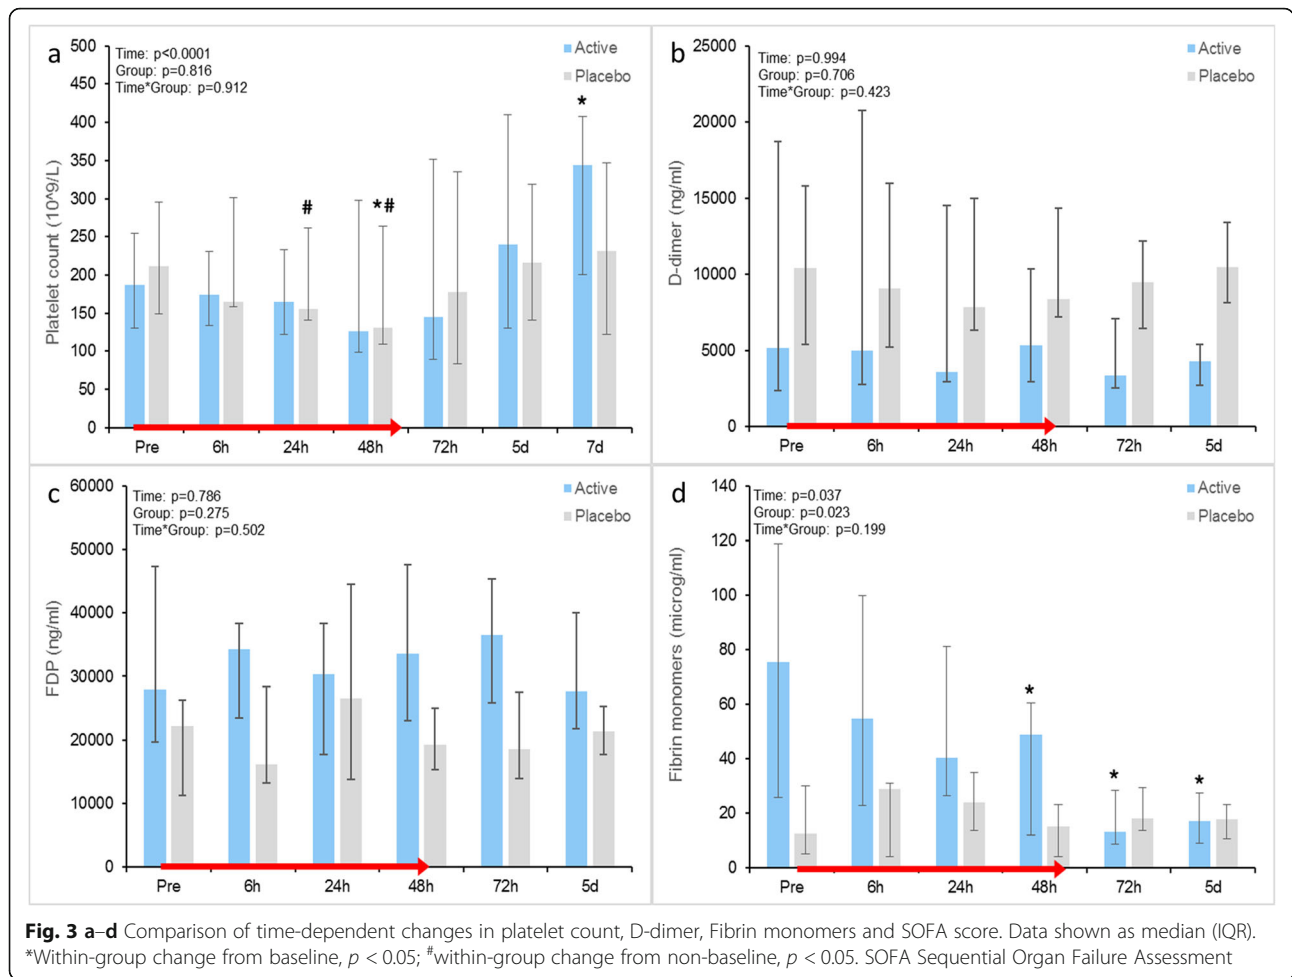 a
Time: p<0.0001
Group: p=0.816
Time*Group: p=0.912
Active
Placebo
Platelet count (10^9/L)
500
450
400
350
300
250
200
150
100
50
0
#
*#
*
Pre 6h 24h 48h 72h 5d 7d
b
Time: p=0.994
Group: p=0.706
Time*Group: p=0.423
Active
Placebo
D-dimer (ng/ml)
25000
20000
15000
10000
5000
0
Pre 6h 24h 48h 72h 5d
c
Time: p=0.786
Group: p=0.275
Time*Group: p=0.502
Active
Placebo
FDP (ng/ml)
60000
50000
40000
30000
20000
10000
0
Pre 6h 24h 48h 72h 5d
d
Time: p=0.037
Group: p=0.023
Time*Group: p=0.199
Active
Placebo
Fibrin monomers (microg/ml)
140
120
100
80
60
40
20
0
*
*
*
Pre 6h 24h 48h 72h 5d
Fig. 3 a–d Comparison of time-dependent changes in platelet count, D-dimer, Fibrin monomers and SOFA score. Data shown as median (IQR).
*Within-group change from baseline, p < 0.05; #within-group change from non-baseline, p < 0.05. SOFA Sequential Organ Failure Assessment